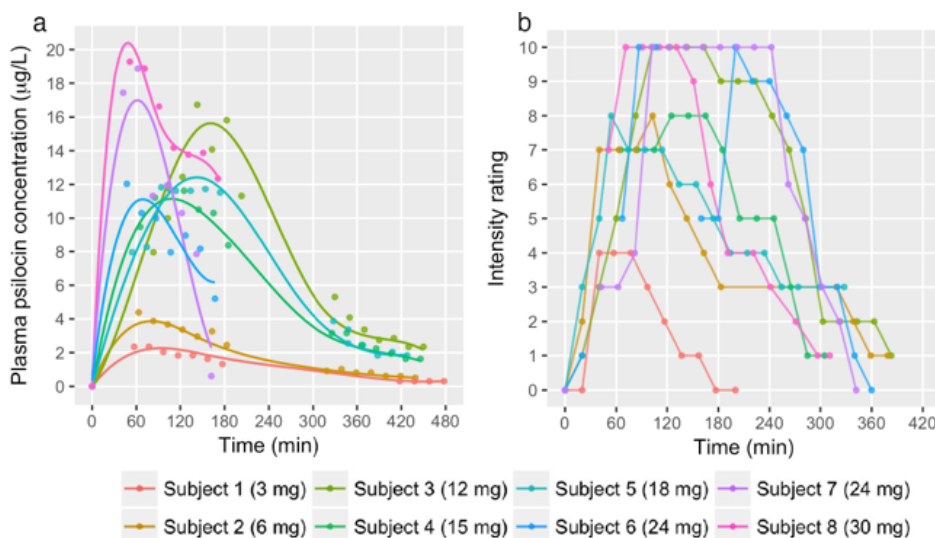 a
b
Plasma psilocin concentration (µg/L)
20
18
16
14
12
10
8
6
4
2
0
0 60 120 180 240 300 360 420 480
Time (min)
Intensity rating
10
9
8
7
6
5
4
3
2
1
0
0 60 120 180 240 300 360 420
Time (min)
Subject 1 (3 mg) Subject 3 (12 mg) Subject 5 (18 mg) Subject 7 (24 mg)
Subject 2 (6 mg) Subject 4 (15 mg) Subject 6 (24 mg) Subject 8 (30 mg)